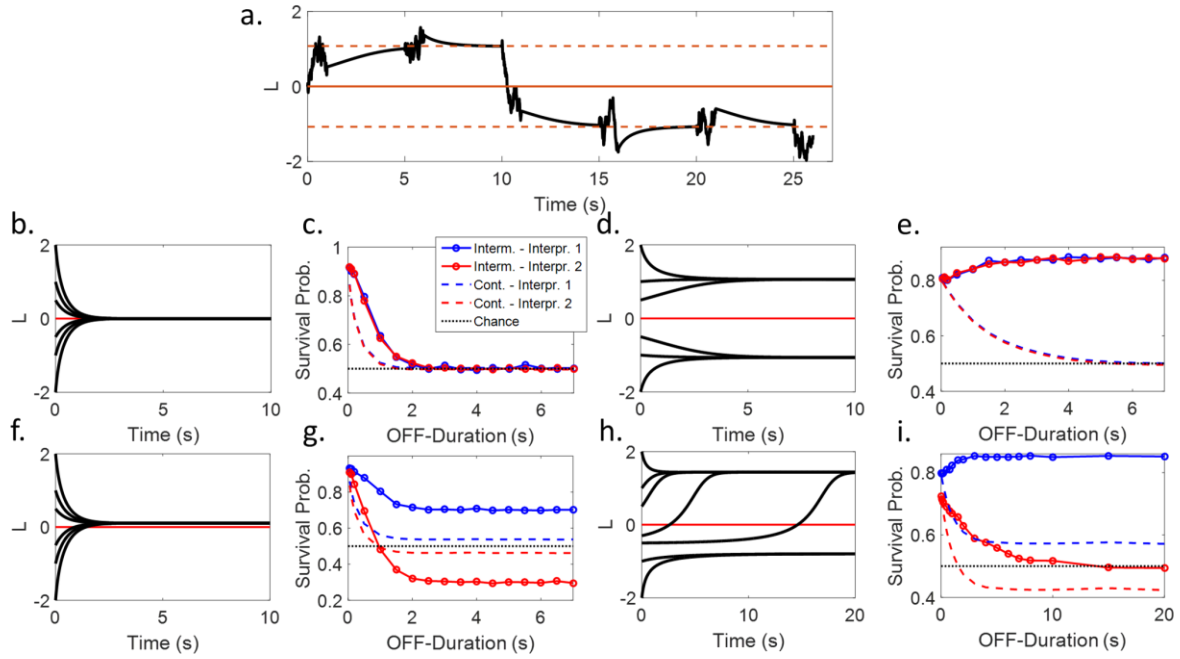 a.
2
0
-2
L
0 5 10 15 20 25
Time (s)
b.
2
0
-2
L
0 5 10
Time (s)
c.
1
0.8
0.6
0.4
Survival Prob.
0 2 4 6
OFF-Duration (s)
Interm. - Interpr. 1
Interm. - Interpr. 2
Cont. - Interpr. 1
Cont. - Interpr. 2
Chance
d.
2
0
-2
L
0 5 10
Time (s)
e.
0.8
0.6
0.4
Survival Prob.
0 2 4 6
OFF-Duration (s)
f.
2
0
-2
L
0 5 10
Time (s)
g.
0.8
0.6
0.4
0.2
Survival Prob.
0 2 4 6
OFF-Duration (s)
h.
2
0
-2
L
0 5 10 15 20
Time (s)
i.
0.8
0.6
0.4
Survival Prob.
0 10 20
OFF-Duration (s)